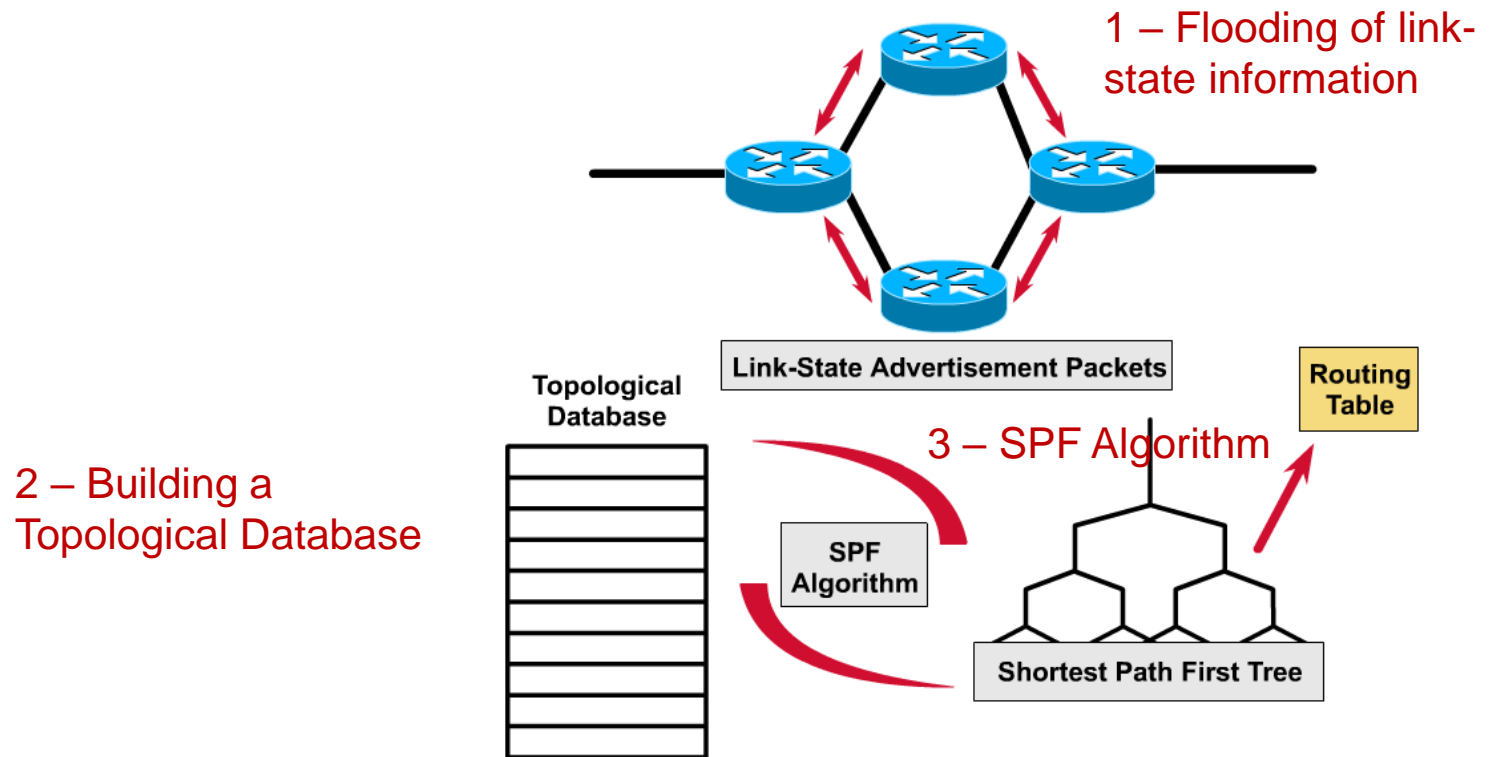 1 – Flooding of link-
state information
Link-State Advertisement Packets
Topological
Database
Routing
Table
2 – Building a
Topological Database
3 – SPF Algorithm
SPF
Algorithm
Shortest Path First Tree